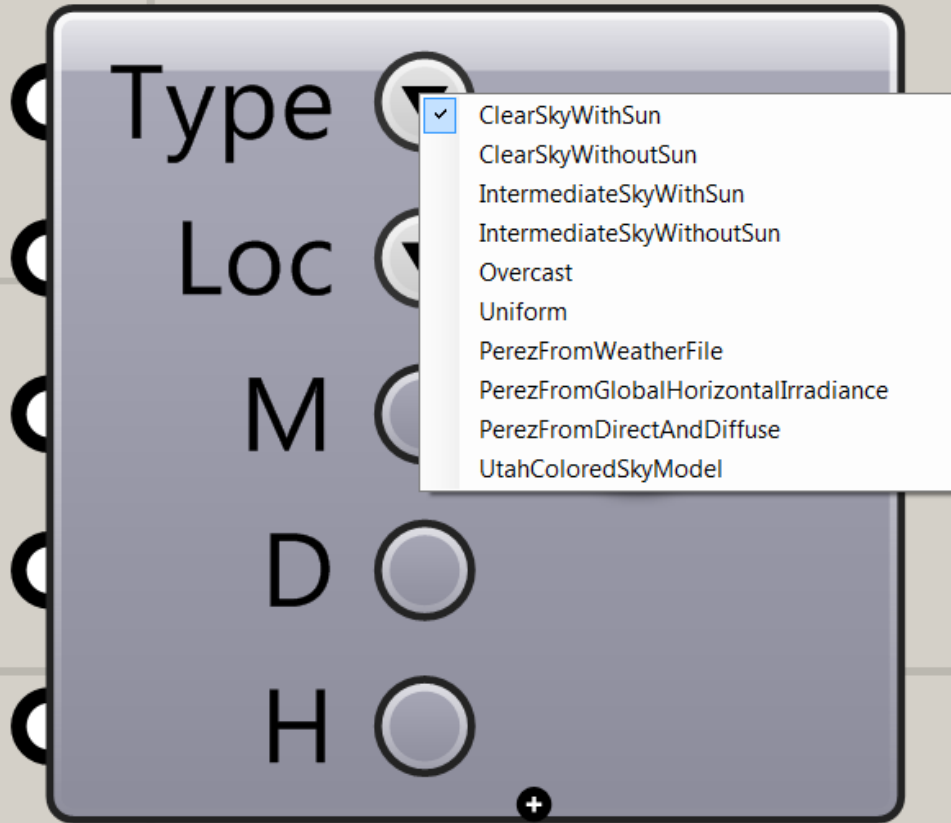 Type
ClearSkyWithSun
ClearSkyWithoutSun
IntermediateSkyWithSun
Loc
IntermediateSkyWithoutSun
Overcast
Uniform
PerezFromWeatherFile
PerezFromGlobalHorizontalIrradiance
M
PerezFromDirectAndDiffuse
UtahColoredSkyModel
D
H